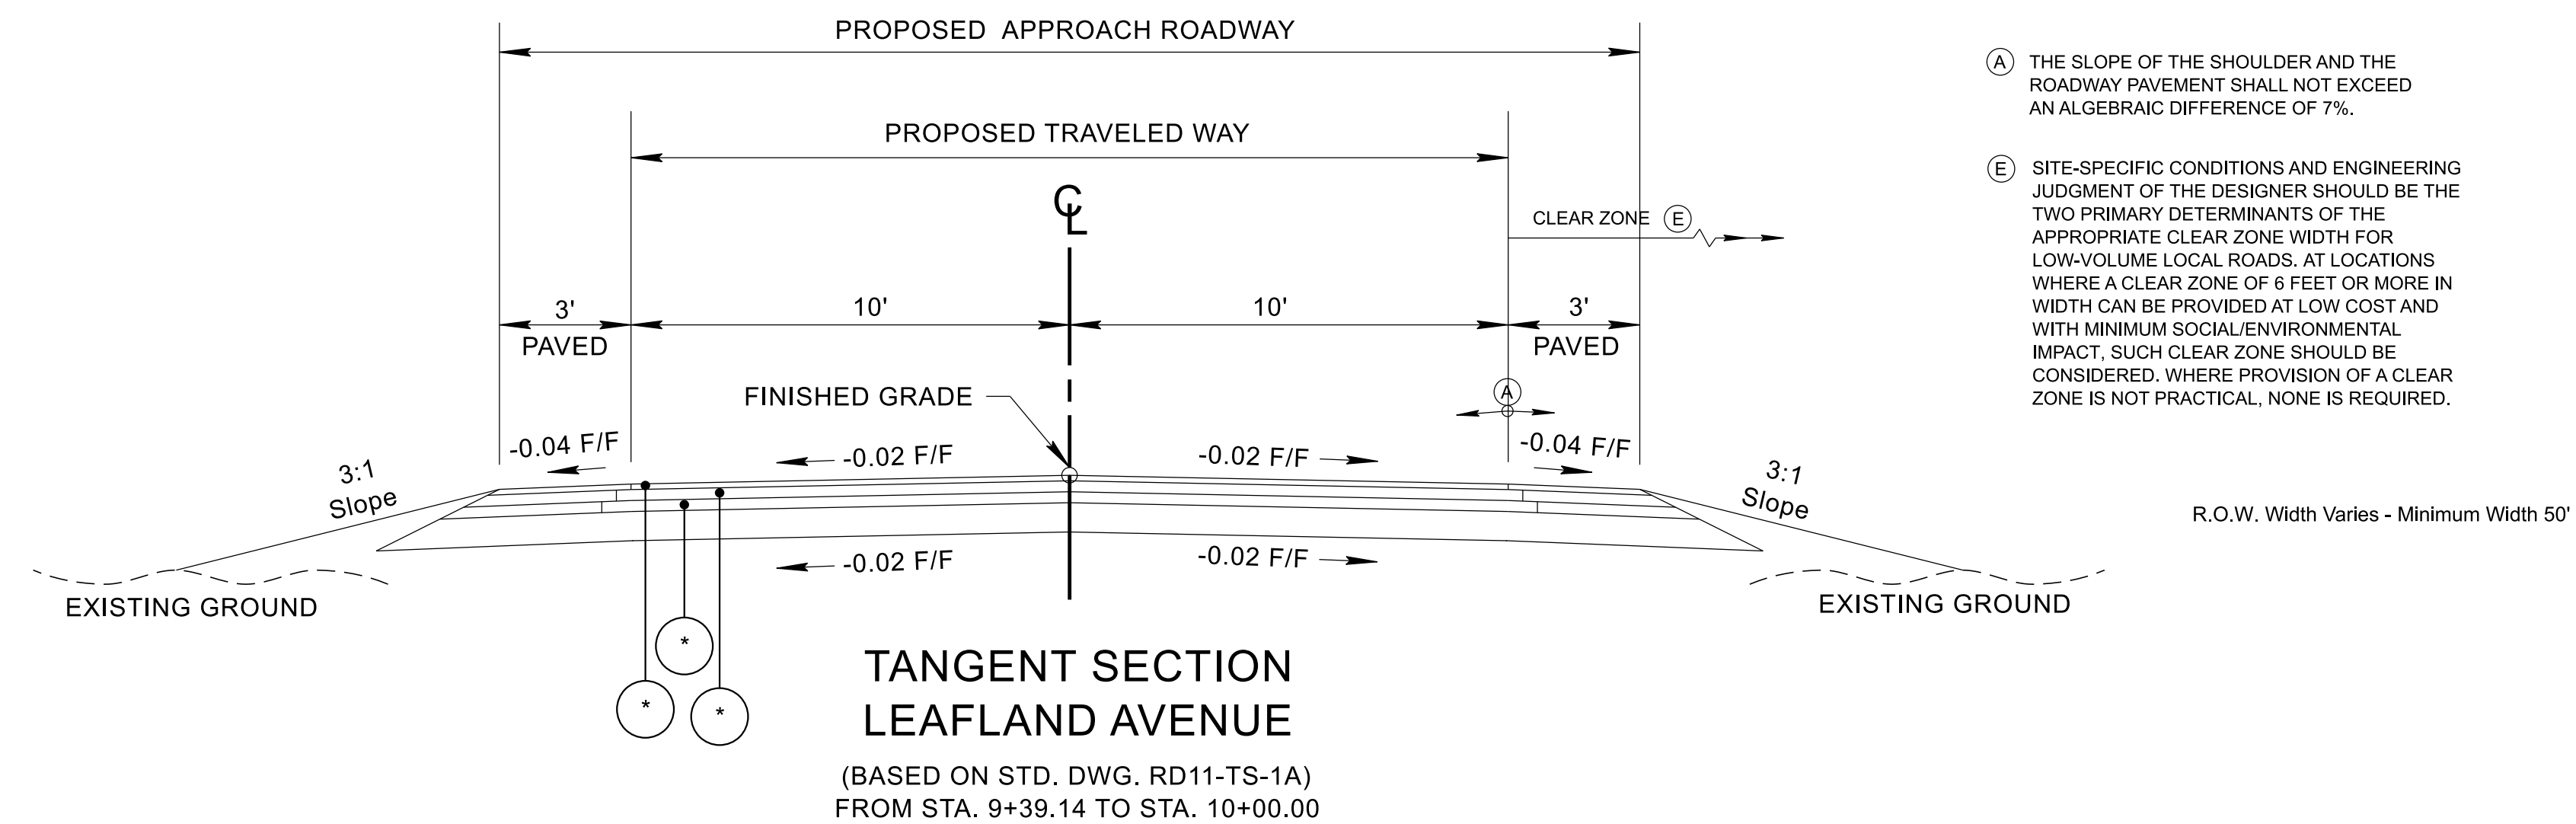 PROPOSED APPROACH ROADWAY
PROPOSED TRAVELED WAY
CL
CLEAR ZONE E
3'
10'
10'
3'
PAVED
PAVED
FINISHED GRADE
A
-0.04 F/F
-0.02 F/F
-0.02 F/F
-0.04 F/F
3:1
Slope
3:1
Slope
-0.02 F/F
-0.02 F/F
EXISTING GROUND
EXISTING GROUND
*
*
*
TANGENT SECTION
LEAFLAND AVENUE
(BASED ON STD. DWG. RD11-TS-1A)
FROM STA. 9+39.14 TO STA. 10+00.00
A THE SLOPE OF THE SHOULDER AND THE
ROADWAY PAVEMENT SHALL NOT EXCEED
AN ALGEBRAIC DIFFERENCE OF 7%.
E SITE-SPECIFIC CONDITIONS AND ENGINEERING
JUDGMENT OF THE DESIGNER SHOULD BE THE
TWO PRIMARY DETERMINANTS OF THE
APPROPRIATE CLEAR ZONE WIDTH FOR
LOW-VOLUME LOCAL ROADS. AT LOCATIONS
WHERE A CLEAR ZONE OF 6 FEET OR MORE IN
WIDTH CAN BE PROVIDED AT LOW COST AND
WITH MINIMUM SOCIAL/ENVIRONMENTAL
IMPACT, SUCH CLEAR ZONE SHOULD BE
CONSIDERED. WHERE PROVISION OF A CLEAR
ZONE IS NOT PRACTICAL, NONE IS REQUIRED.
R.O.W. Width Varies - Minimum Width 50'